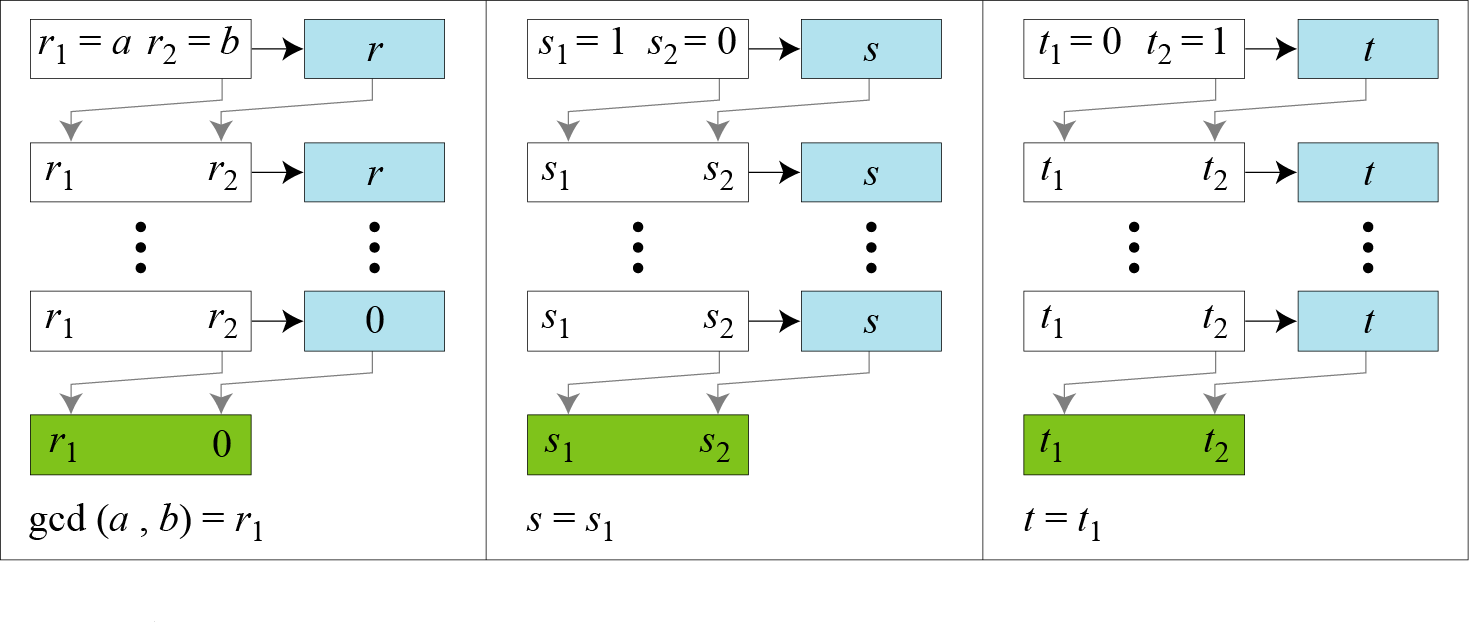 r₁ = a r₂ = b r
s₁ = 1 s₂ = 0 s
t₁ = 0 t₂ = 1 t
r₁ r₂ r
s₁ s₂ s
t₁ t₂ t
r₁ r₂ 0
s₁ s₂ s
t₁ t₂ t
r₁ 0
s₁ s₂
t₁ t₂
gcd (a , b) = r₁
s = s₁
t = t₁